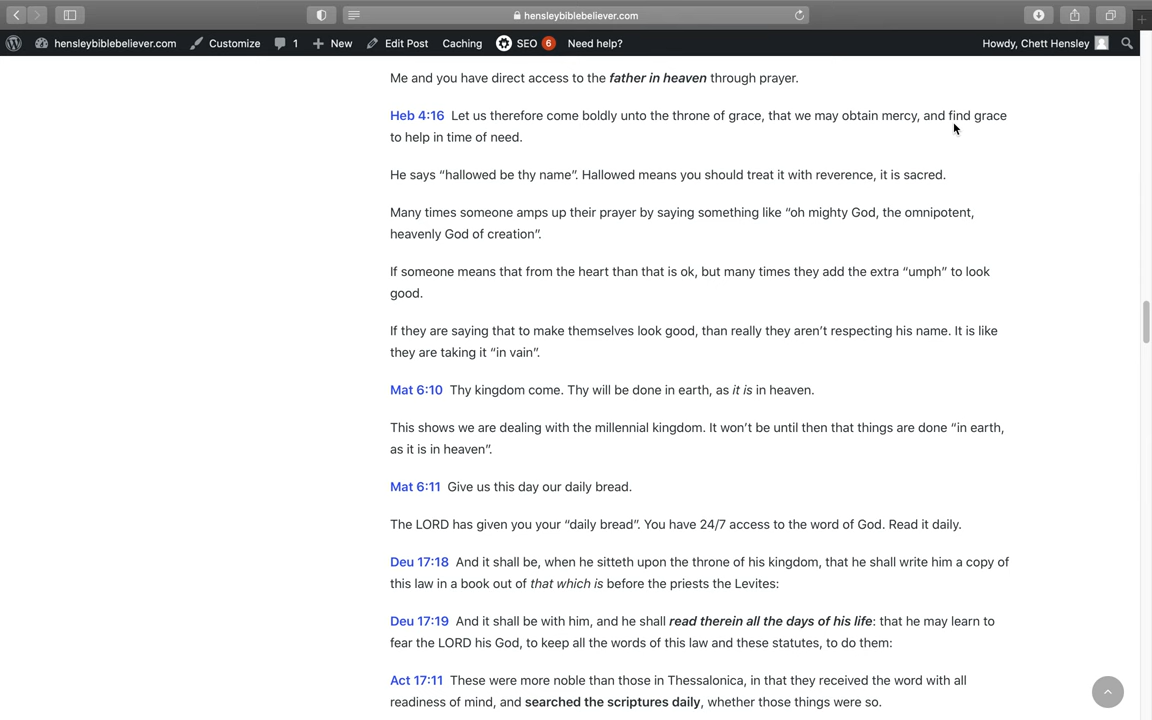 hensleybiblebeliever.com
hensleybiblebeliever.com Customize 1 New Edit Post Caching SEO 6 Need help? Howdy, Chett Hensley
Me and you have direct access to the father in heaven through prayer.
Heb 4:16 Let us therefore come boldly unto the throne of grace, that we may obtain mercy, and find grace
to help in time of need.
He says “hallowed be thy name”. Hallowed means you should treat it with reverence, it is sacred.
Many times someone amps up their prayer by saying something like “oh mighty God, the omnipotent,
heavenly God of creation”.
If someone means that from the heart than that is ok, but many times they add the extra “umph” to look
good.
If they are saying that to make themselves look good, than really they aren’t respecting his name. It is like
they are taking it “in vain”.
Mat 6:10 Thy kingdom come. Thy will be done in earth, as it is in heaven.
This shows we are dealing with the millennial kingdom. It won’t be until then that things are done “in earth,
as it is in heaven”.
Mat 6:11 Give us this day our daily bread.
The LORD has given you your “daily bread”. You have 24/7 access to the word of God. Read it daily.
Deu 17:18 And it shall be, when he sitteth upon the throne of his kingdom, that he shall write him a copy of
this law in a book out of that which is before the priests the Levites:
Deu 17:19 And it shall be with him, and he shall read therein all the days of his life: that he may learn to
fear the LORD his God, to keep all the words of this law and these statutes, to do them:
Act 17:11 These were more noble than those in Thessalonica, in that they received the word with all
readiness of mind, and searched the scriptures daily, whether those things were so.